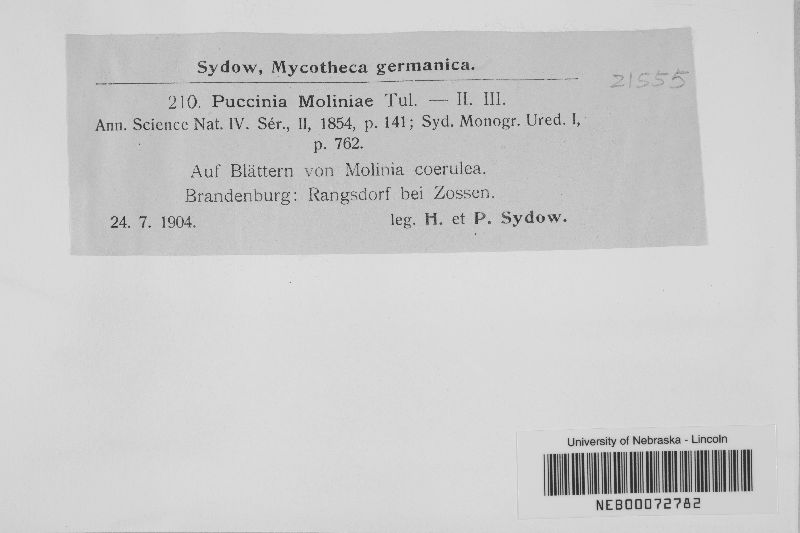 Sydow, Mycotheca germanica.
21555
210. Puccinia Moliniae Tul. — II. III.
Ann. Science Nat. IV. Sér., II, 1854, p. 141; Syd. Monogr. Ured. I,
p. 762.
Auf Blättern von Molinia coerulea.
Brandenburg: Rangsdorf bei Zossen.
24. 7. 1904. leg. H. et P. Sydow.
University of Nebraska - Lincoln
NEB00072782